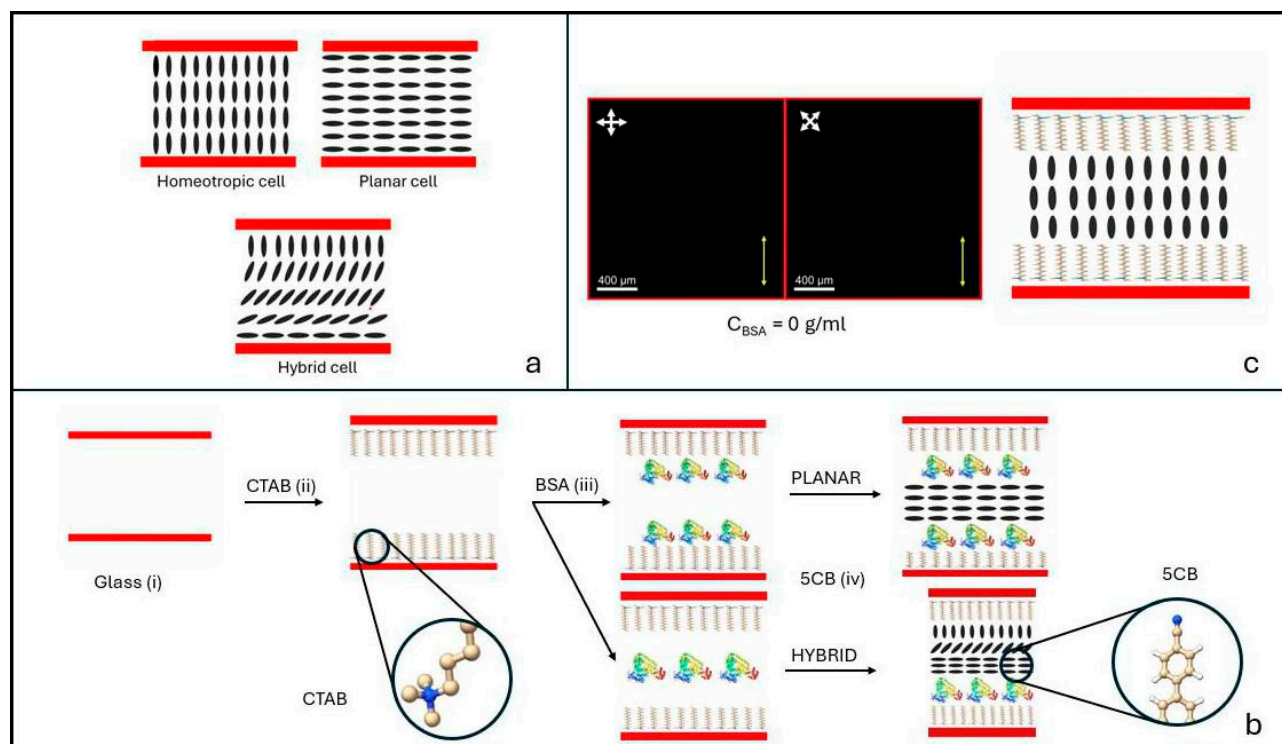 Homeotropic cell
Planar cell
Hybrid cell
a
400 µm
400 µm
C_BSA = 0 g/ml
c
Glass (i)
CTAB (ii)
CTAB
BSA (iii)
PLANAR
5CB (iv)
HYBRID
5CB
b